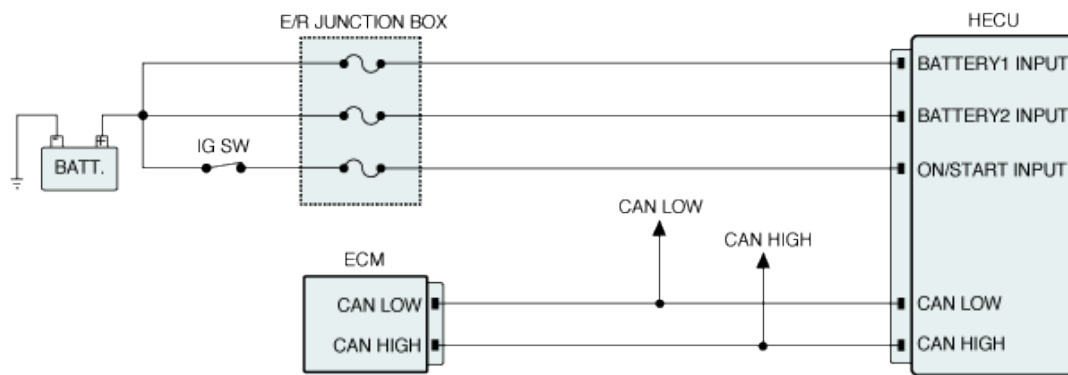 E/R JUNCTION BOX
HECU
BATTERY1 INPUT
BATTERY2 INPUT
IG SW
- +
BATT.
ON/START INPUT
CAN LOW
CAN HIGH
ECM
CAN LOW
CAN LOW
CAN HIGH
CAN HIGH